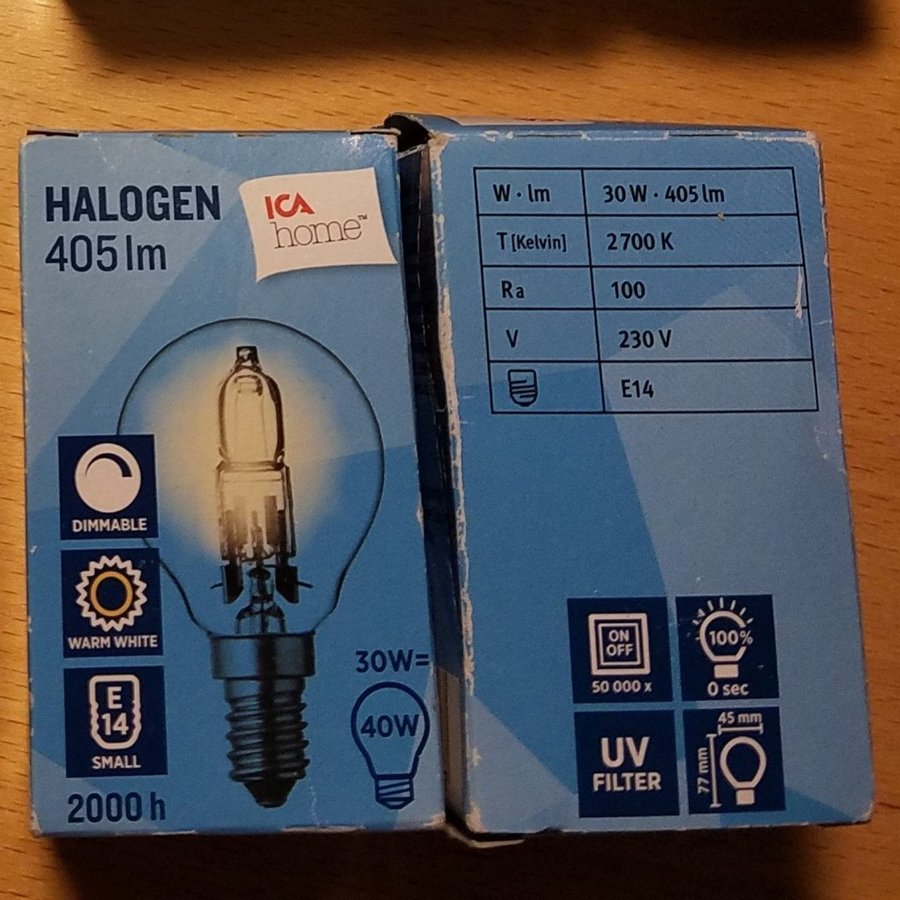 HALOGEN
405 lm
ICA
home™
DIMMABLE
WARM WHITE
E
14
SMALL
2000 h
30W=
40W
W · lm 30 W · 405 lm
T [Kelvin] 2700 K
Ra 100
V 230 V
E14
ON
OFF
50 000 x
100%
0 sec
UV
FILTER
45 mm
77 mm